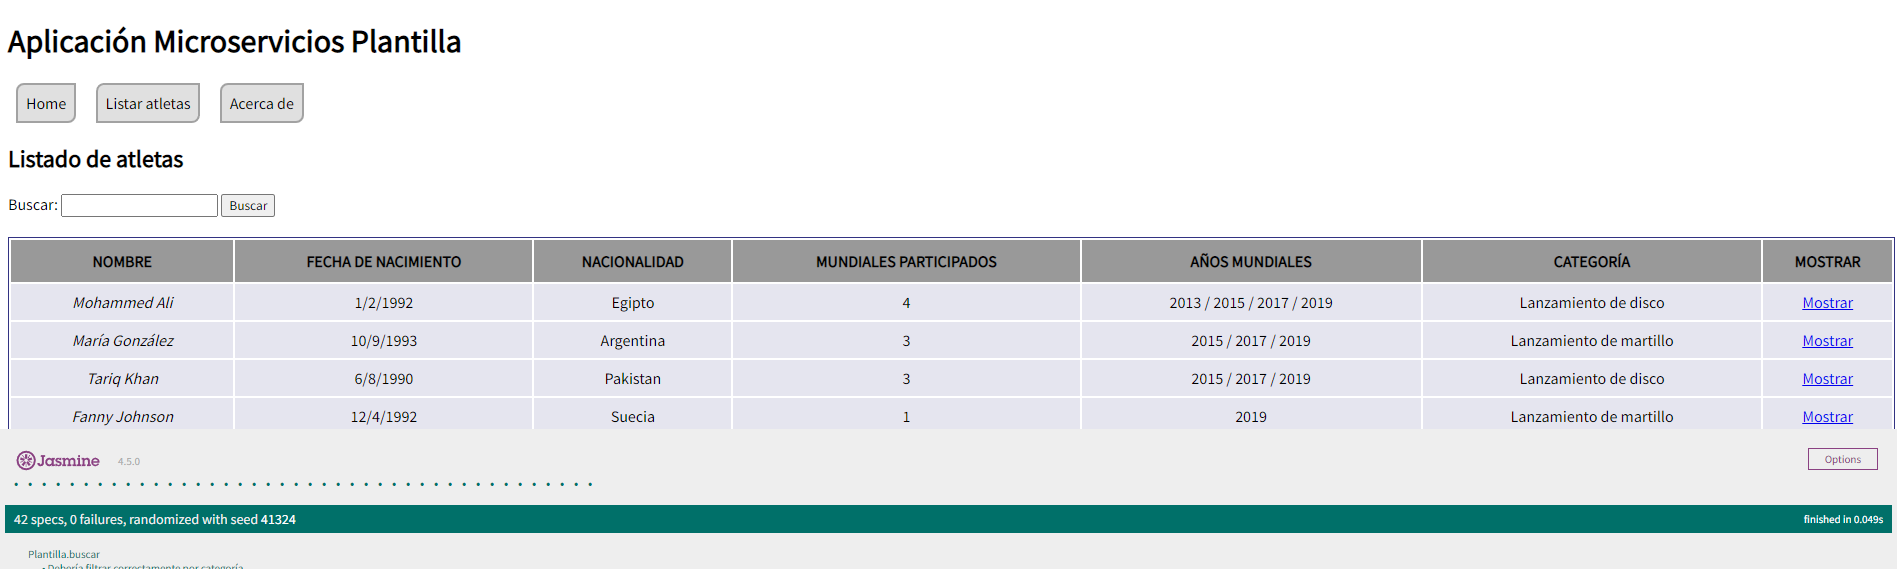 Aplicación Microservicios Plantilla
Home Listar atletas Acerca de
Listado de atletas
Buscar: Buscar
NOMBRE FECHA DE NACIMIENTO NACIONALIDAD MUNDIALES PARTICIPADOS AÑOS MUNDIALES CATEGORÍA MOSTRAR
Mohammed Ali 1/2/1992 Egipto 4 2013 / 2015 / 2017 / 2019 Lanzamiento de disco Mostrar
María González 10/9/1993 Argentina 3 2015 / 2017 / 2019 Lanzamiento de martillo Mostrar
Tariq Khan 6/8/1990 Pakistan 3 2015 / 2017 / 2019 Lanzamiento de disco Mostrar
Fanny Johnson 12/4/1992 Suecia 1 2019 Lanzamiento de martillo Mostrar
Jasmine 4.5.0 Options
42 specs, 0 failures, randomized with seed 41324 finished in 0.049s
Plantilla.buscar
• Debería filtrar correctamente por categoría